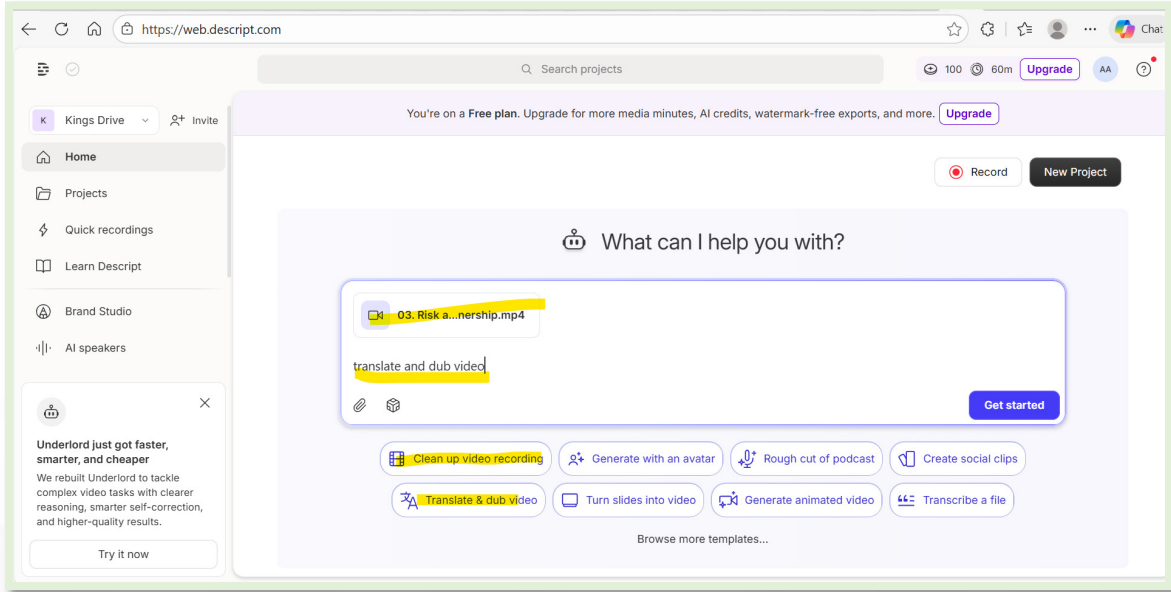 https://web.descript.com
Chat
Search projects
100
60m
Upgrade
AA
?
K
Kings Drive
Invite
You're on a Free plan. Upgrade for more media minutes, AI credits, watermark-free exports, and more.
Upgrade
Home
Projects
Quick recordings
Learn Descript
Brand Studio
AI speakers
Underlord just got faster,
smarter, and cheaper
We rebuilt Underlord to tackle
complex video tasks with clearer
reasoning, smarter self-correction,
and higher-quality results.
Try it now
Record
New Project
What can I help you with?
03. Risk a...nership.mp4
translate and dub video
Get started
Clean up video recording
Generate with an avatar
Rough cut of podcast
Create social clips
Translate & dub video
Turn slides into video
Generate animated video
Transcribe a file
Browse more templates...